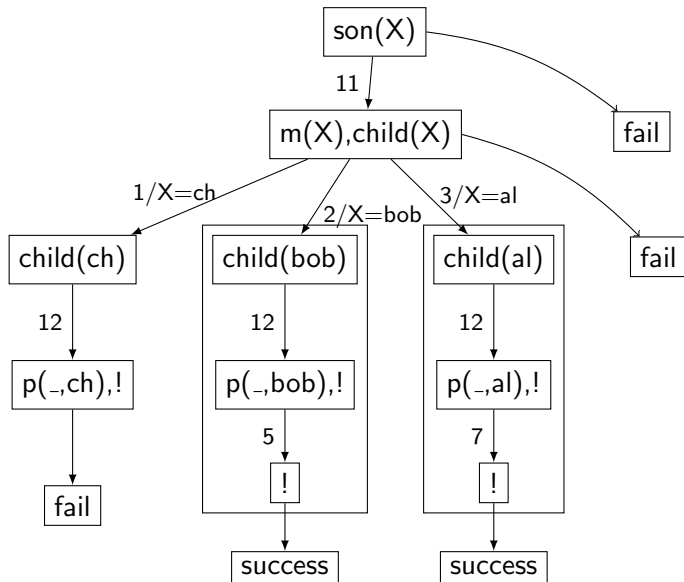 son(X)
11
fail
m(X),child(X)
1/X=ch
2/X=bob
3/X=al
fail
child(ch)
child(bob)
child(al)
12
12
12
p(_,ch),!
p(_,bob),!
p(_,al),!
5
7
fail
!
!
success
success